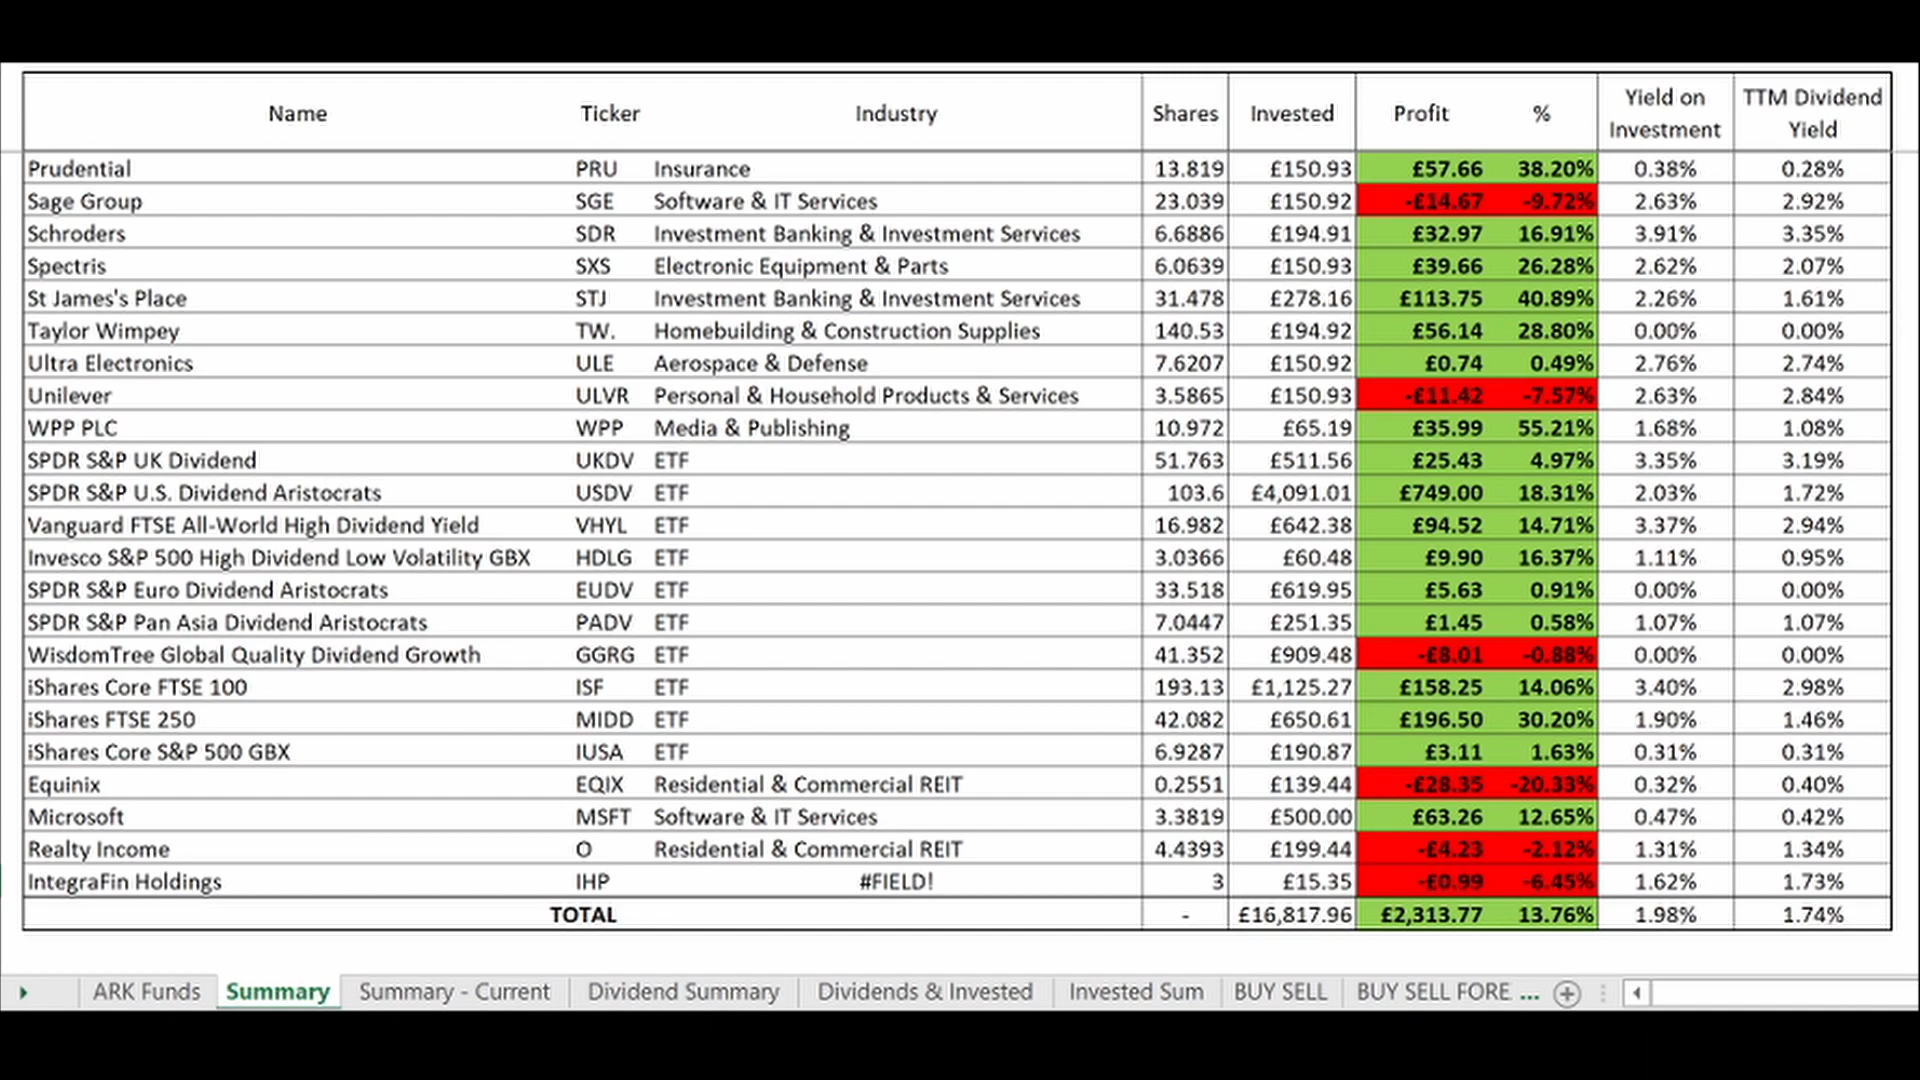 Name Ticker Industry Shares Invested Profit % Yield on Investment TTM Dividend Yield
Prudential PRU Insurance 13.819 £150.93 £57.66 38.20% 0.38% 0.28%
Sage Group SGE Software & IT Services 23.039 £150.92 -£14.67 -9.72% 2.63% 2.92%
Schroders SDR Investment Banking & Investment Services 6.6886 £194.91 £32.97 16.91% 3.91% 3.35%
Spectris SXS Electronic Equipment & Parts 6.0639 £150.93 £39.66 26.28% 2.62% 2.07%
St James's Place STJ Investment Banking & Investment Services 31.478 £278.16 £113.75 40.89% 2.26% 1.61%
Taylor Wimpey TW. Homebuilding & Construction Supplies 140.53 £194.92 £56.14 28.80% 0.00% 0.00%
Ultra Electronics ULE Aerospace & Defense 7.6207 £150.92 £0.74 0.49% 2.76% 2.74%
Unilever ULVR Personal & Household Products & Services 3.5865 £150.93 -£11.42 -7.57% 2.63% 2.84%
WPP PLC WPP Media & Publishing 10.972 £65.19 £35.99 55.21% 1.68% 1.08%
SPDR S&P UK Dividend UKDV ETF 51.763 £511.56 £25.43 4.97% 3.35% 3.19%
SPDR S&P U.S. Dividend Aristocrats USDV ETF 103.6 £4,091.01 £749.00 18.31% 2.03% 1.72%
Vanguard FTSE All-World High Dividend Yield VHYL ETF 16.982 £642.38 £94.52 14.71% 3.37% 2.94%
Invesco S&P 500 High Dividend Low Volatility GBX HDLG ETF 3.0366 £60.48 £9.90 16.37% 1.11% 0.95%
SPDR S&P Euro Dividend Aristocrats EUDV ETF 33.518 £619.95 £5.63 0.91% 0.00% 0.00%
SPDR S&P Pan Asia Dividend Aristocrats PADV ETF 7.0447 £251.35 £1.45 0.58% 1.07% 1.07%
WisdomTree Global Quality Dividend Growth GGRG ETF 41.352 £909.48 -£8.01 -0.88% 0.00% 0.00%
iShares Core FTSE 100 ISF ETF 193.13 £1,125.27 £158.25 14.06% 3.40% 2.98%
iShares FTSE 250 MIDD ETF 42.082 £650.61 £196.50 30.20% 1.90% 1.46%
iShares Core S&P 500 GBX IUSA ETF 6.9287 £190.87 £3.11 1.63% 0.31% 0.31%
Equinix EQIX Residential & Commercial REIT 0.2551 £139.44 -£28.35 -20.33% 0.32% 0.40%
Microsoft MSFT Software & IT Services 3.3819 £500.00 £63.26 12.65% 0.47% 0.42%
Realty Income O Residential & Commercial REIT 4.4393 £199.44 -£4.23 -2.12% 1.31% 1.34%
IntegraFin Holdings IHP #FIELD! 3 £15.35 -£0.99 -6.45% 1.62% 1.73%
TOTAL - £16,817.96 £2,313.77 13.76% 1.98% 1.74%
ARK Funds Summary Summary - Current Dividend Summary Dividends & Invested Invested Sum BUY SELL BUY SELL FORE ...